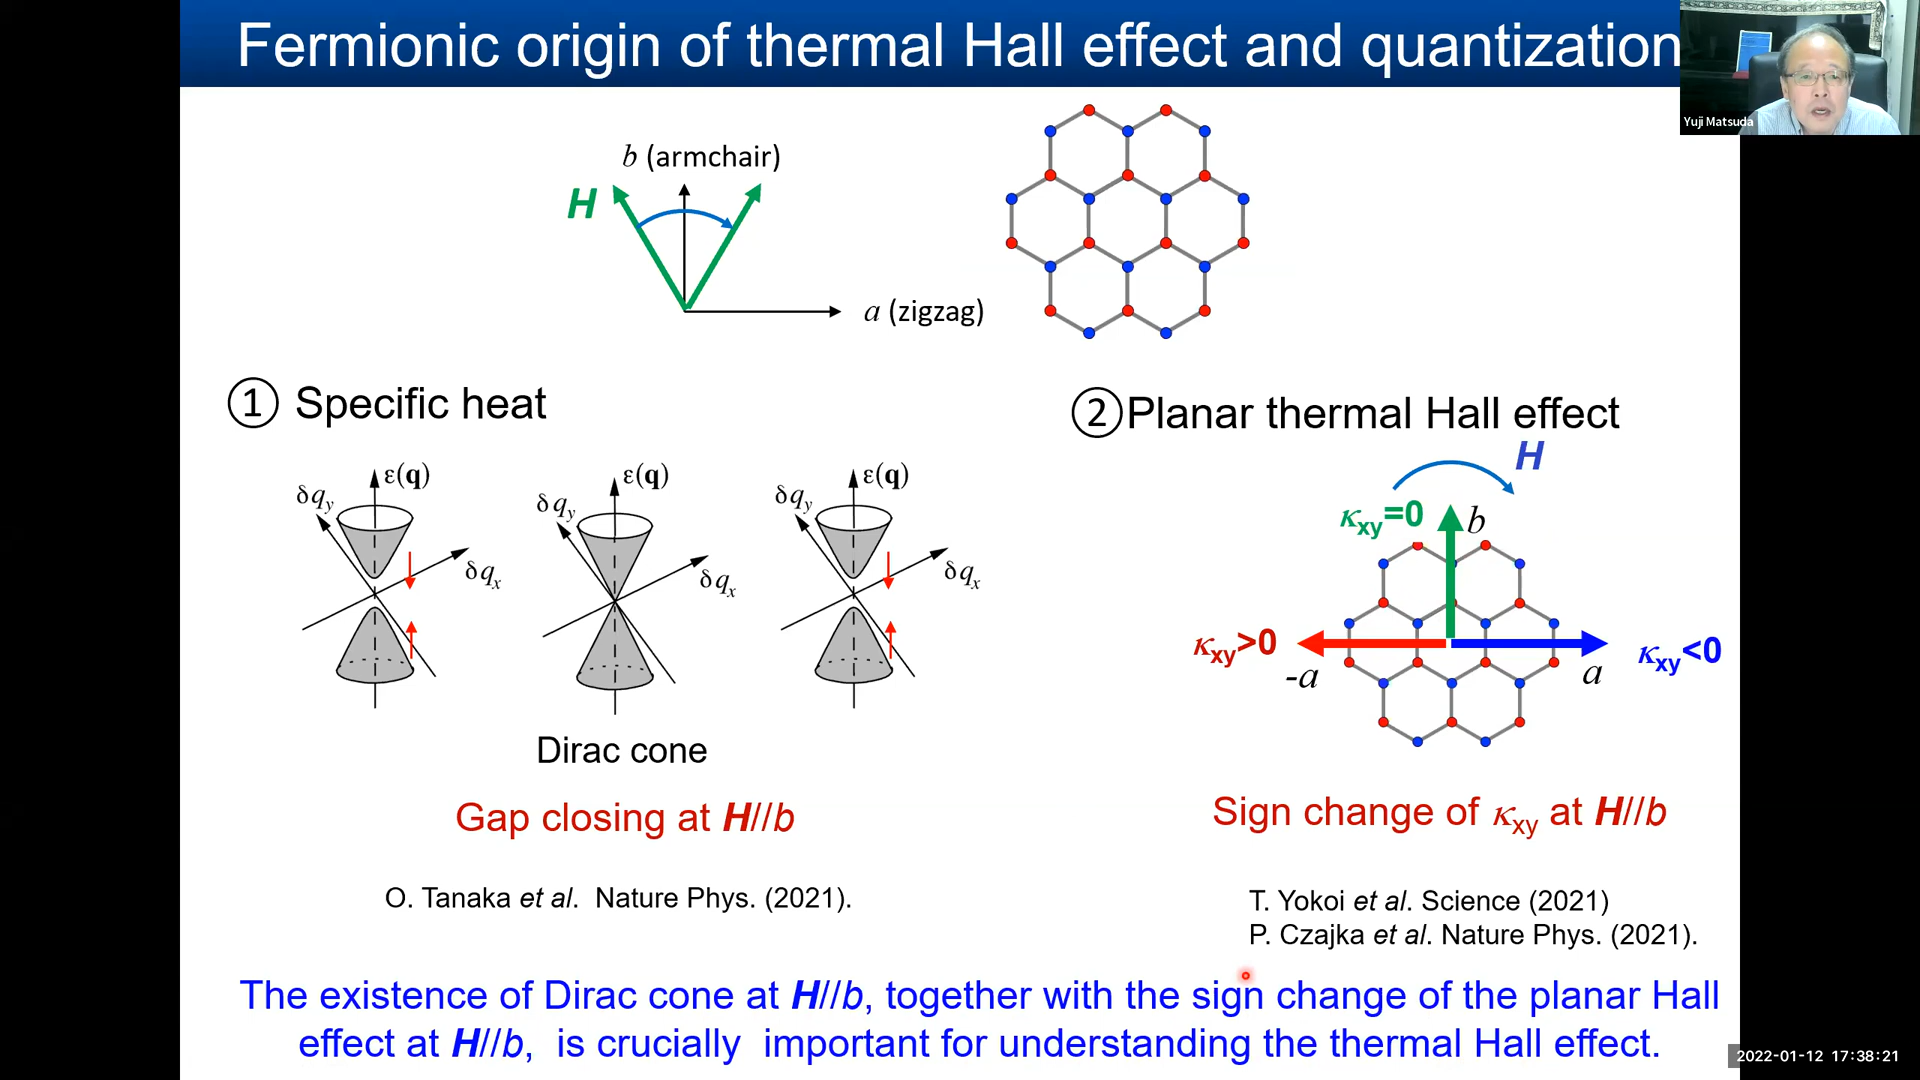 Fermionic origin of thermal Hall effect and quantization
Yuji Matsuda
b (armchair)
H
a (zigzag)
① Specific heat
ε(q)
δqy
δqx
ε(q)
δqy
δqx
ε(q)
δqy
δqx
Dirac cone
Gap closing at H//b
O. Tanaka et al. Nature Phys. (2021).
②Planar thermal Hall effect
H
κxy=0
b
κxy>0
-a
a
κxy<0
Sign change of κxy at H//b
T. Yokoi et al. Science (2021)
P. Czajka et al. Nature Phys. (2021).
The existence of Dirac cone at H//b, together with the sign change of the planar Hall
effect at H//b, is crucially important for understanding the thermal Hall effect.
2022-01-12 17:38:21